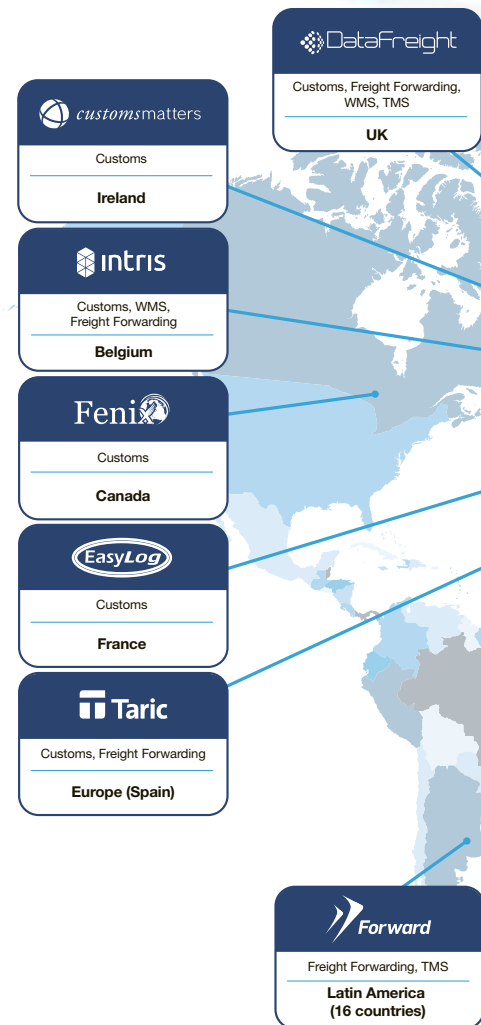 DataFreight
Customs, Freight Forwarding,
WMS, TMS
UK
customsmatters
Customs
Ireland
intris
Customs, WMS,
Freight Forwarding
Belgium
Fenix
Customs
Canada
EasyLog
Customs
France
Taric
Customs, Freight Forwarding
Europe (Spain)
Forward
Freight Forwarding, TMS
Latin America
(16 countries)